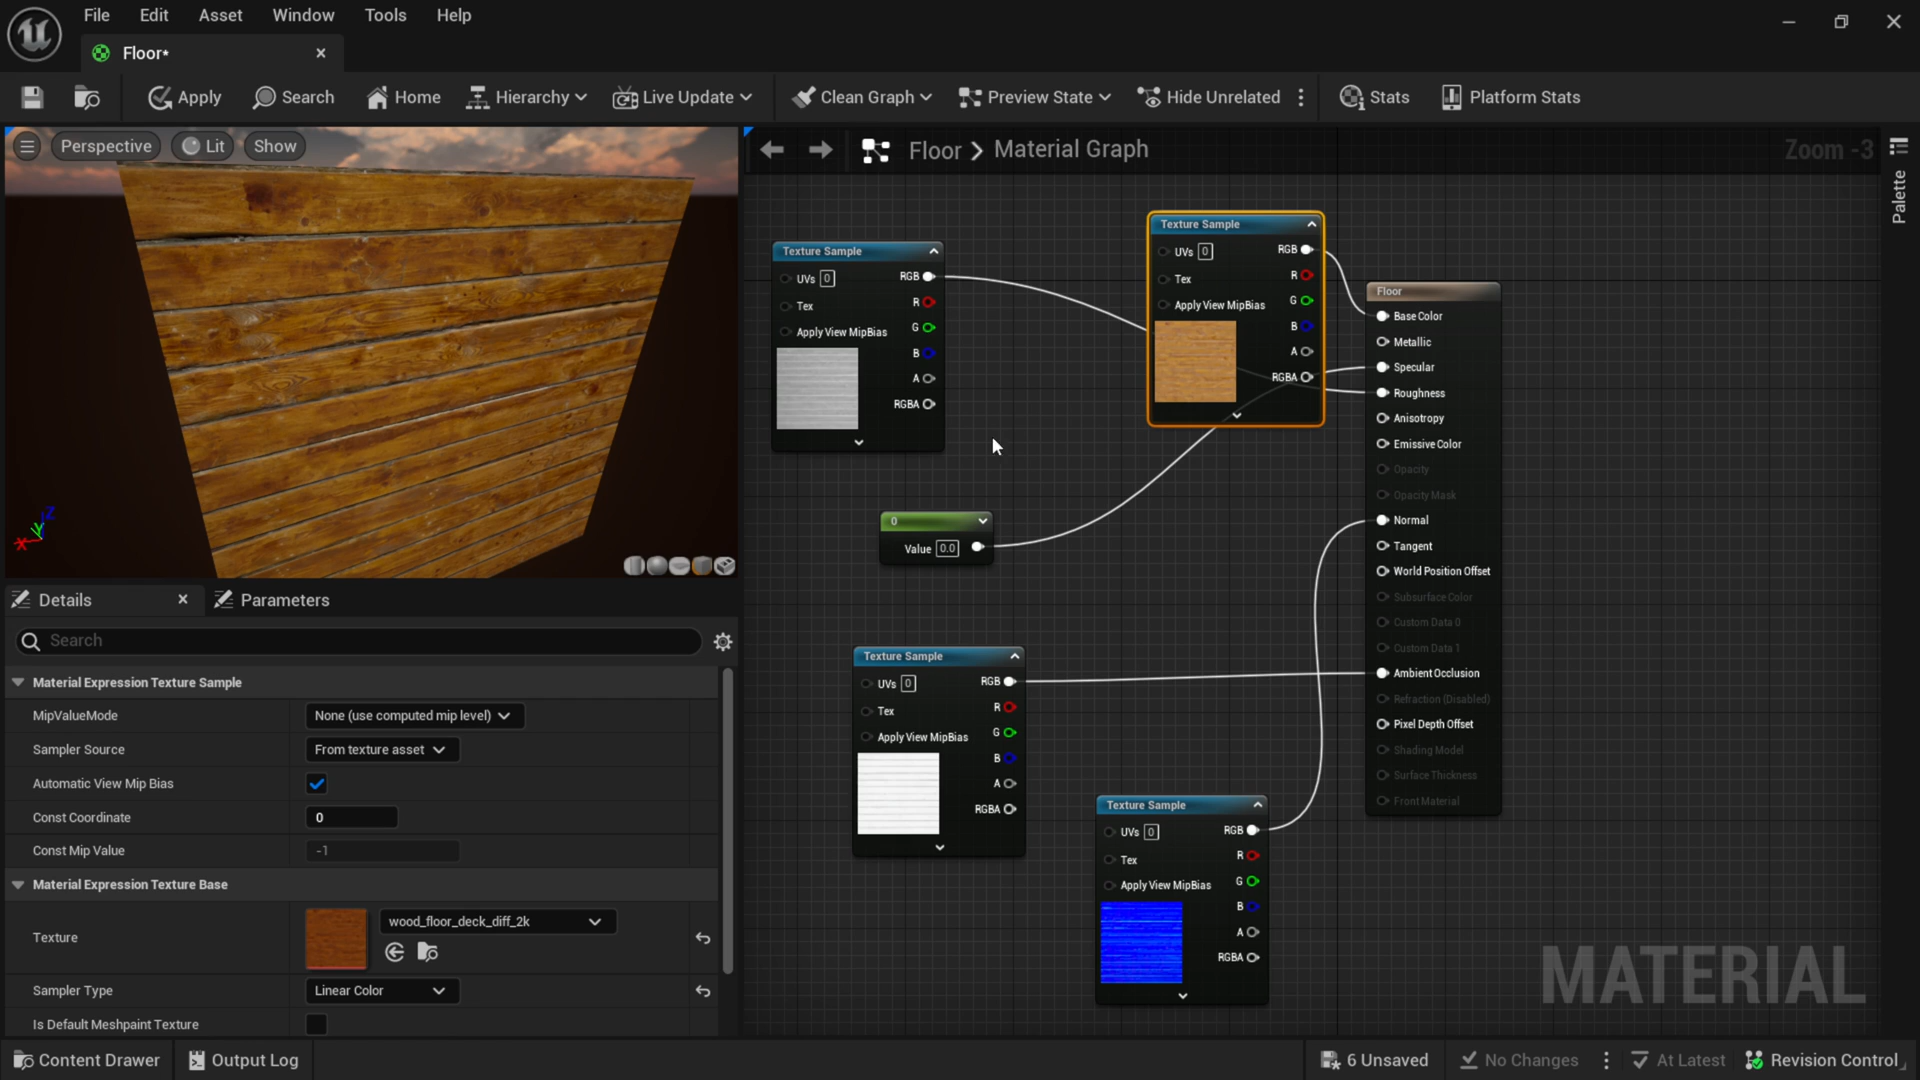 File Edit Asset Window Tools Help
Floor*
Apply Search Home Hierarchy Live Update Clean Graph Preview State Hide Unrelated Stats Platform Stats
Perspective Lit Show
Floor Material Graph Zoom -3
Palette
Texture Sample
UVs 0 RGB
Tex R
Apply View MipBias G
B
A
RGBA
Texture Sample
UVs 0 RGB
Tex R
Apply View MipBias G
B
A
RGBA
Floor
Base Color
Metallic
Specular
Roughness
Anisotropy
Emissive Color
Opacity
Opacity Mask
Normal
Tangent
World Position Offset
Subsurface Color
Custom Data 0
Custom Data 1
Ambient Occlusion
Refraction (Disabled)
Pixel Depth Offset
Shading Model
Surface Thickness
Front Material
0
Value 0.0
Texture Sample
UVs 0 RGB
Tex R
Apply View MipBias G
B
A
RGBA
Texture Sample
UVs 0 RGB
Tex R
Apply View MipBias G
B
A
RGBA
MATERIAL
X Y Z
Details Parameters
Search
Material Expression Texture Sample
MipValueMode None (use computed mip level)
Sampler Source From texture asset
Automatic View Mip Bias
Const Coordinate 0
Const Mip Value -1
Material Expression Texture Base
Texture wood_floor_deck_diff_2k
Sampler Type Linear Color
Is Default Meshpaint Texture
Content Drawer Output Log 6 Unsaved No Changes At Latest Revision Control